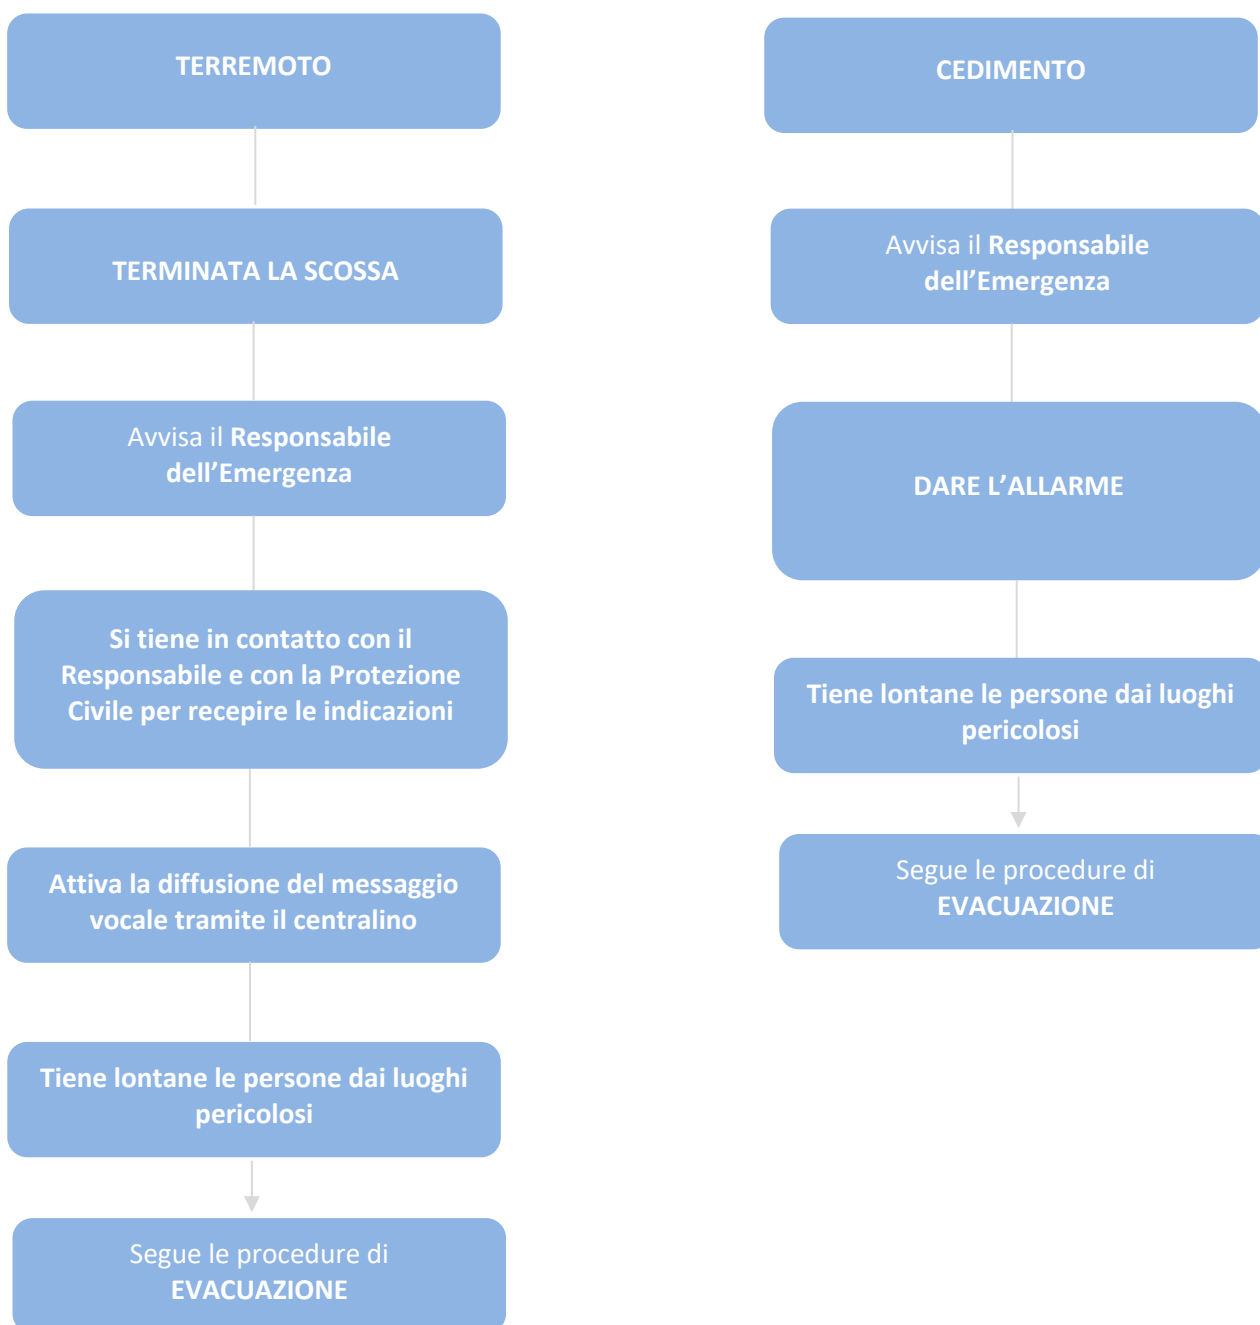 TERREMOTO
TERMINATA LA SCOSSA
Avvisa il Responsabile
dell’Emergenza
Si tiene in contatto con il
Responsabile e con la Protezione
Civile per recepire le indicazioni
Attiva la diffusione del messaggio
vocale tramite il centralino
Tiene lontane le persone dai luoghi
pericolosi
Segue le procedure di
EVACUAZIONE
CEDIMENTO
Avvisa il Responsabile
dell’Emergenza
DARE L’ALLARME
Tiene lontane le persone dai luoghi
pericolosi
Segue le procedure di
EVACUAZIONE